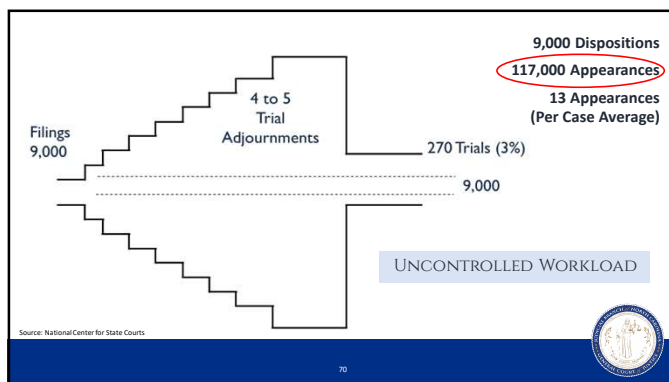 9,000 Dispositions
117,000 Appearances
13 Appearances
(Per Case Average)
4 to 5
Trial
Adjournments
Filings
9,000
270 Trials (3%)
9,000
UNCONTROLLED WORKLOAD
Source: National Center for State Courts
70